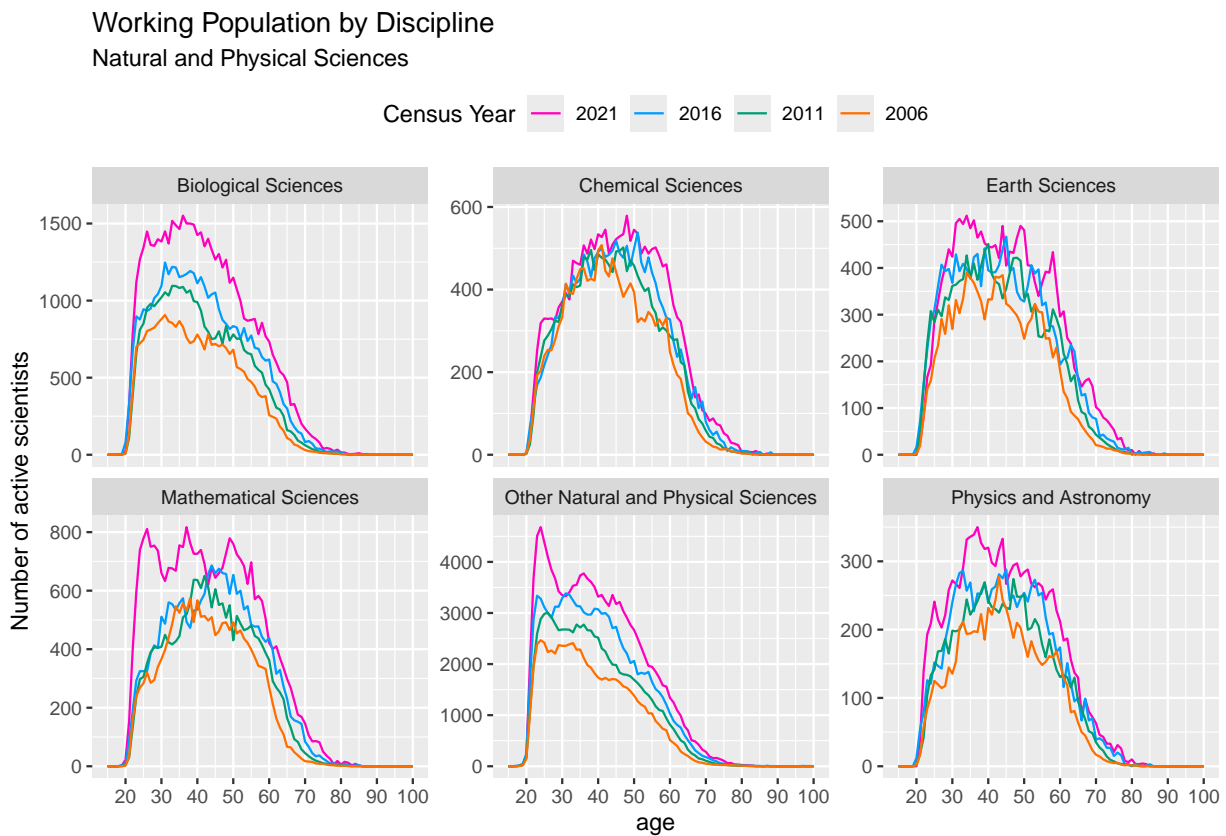 Working Population by Discipline
Natural and Physical Sciences
Census Year 2021 2016 2011 2006
Number of active scientists
Biological Sciences
1500
1000
500
0
Chemical Sciences
600
400
200
0
Earth Sciences
500
400
300
200
100
0
Mathematical Sciences
800
600
400
200
0
20 30 40 50 60 70 80 90 100
Other Natural and Physical Sciences
4000
3000
2000
1000
0
20 30 40 50 60 70 80 90 100
Physics and Astronomy
300
200
100
0
20 30 40 50 60 70 80 90 100
age